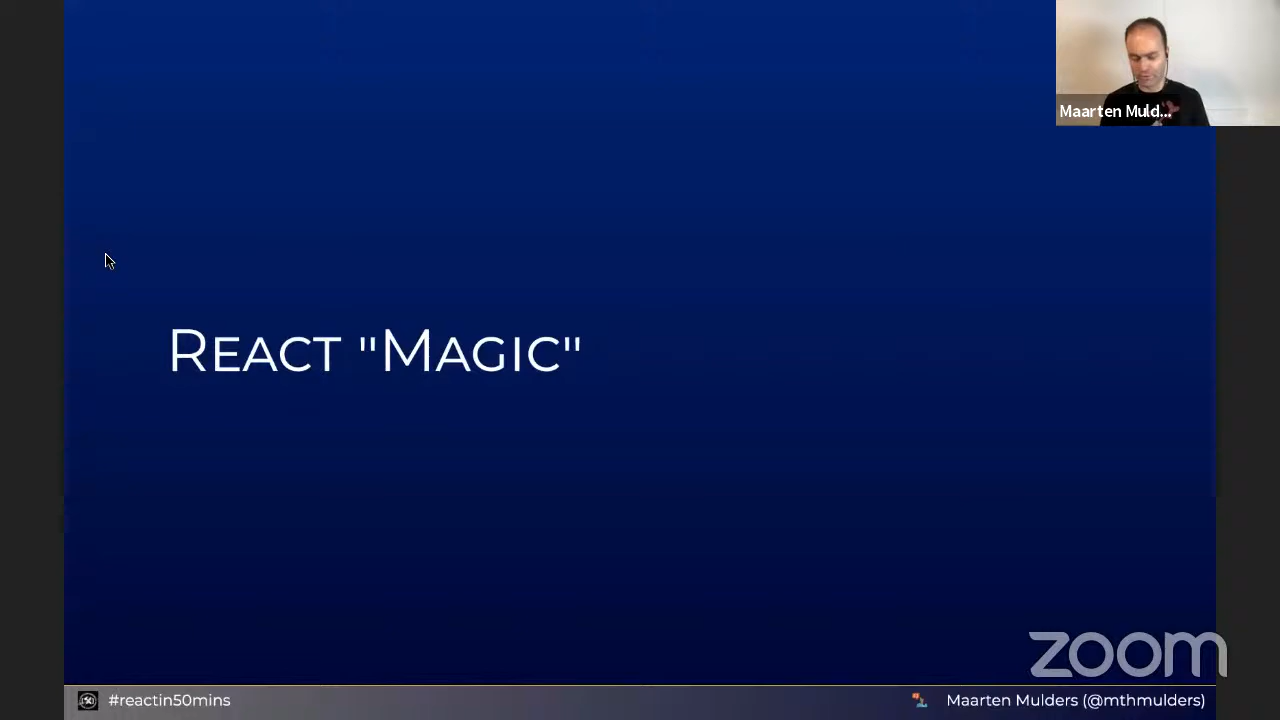 Maarten Muld...
React "Magic"
zoom
#reactin50mins
Maarten Mulders (@mthmulders)